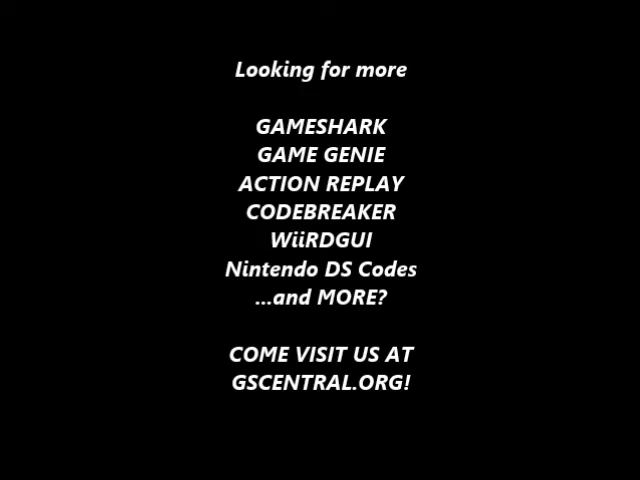 Looking for more
GAMESHARK
GAME GENIE
ACTION REPLAY
CODEBREAKER
WiiRDGUI
Nintendo DS Codes
...and MORE?
COME VISIT US AT
GSCENTRAL.ORG!